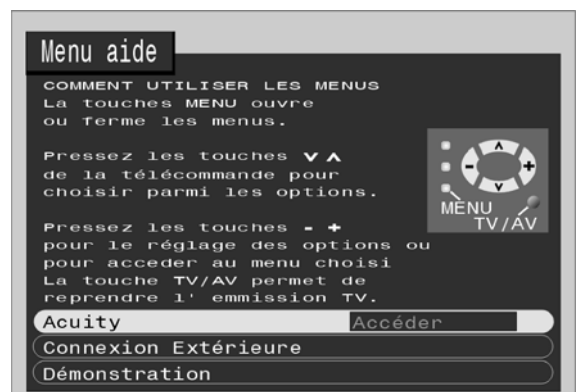 Menu aide
COMMENT UTILISER LES MENUS
La touches MENU ouvre
ou ferme les menus.
Pressez les touches ∨ ∧
de la télécommande pour
choisir parmi les options.
Pressez les touches - +
pour le réglage des options ou
pour acceder au menu choisi
La touche TV/AV permet de
reprendre l' emmission TV.
∧
- +
∨
MENU
TV/AV
Acuity Accéder
Connexion Extérieure
Démonstration